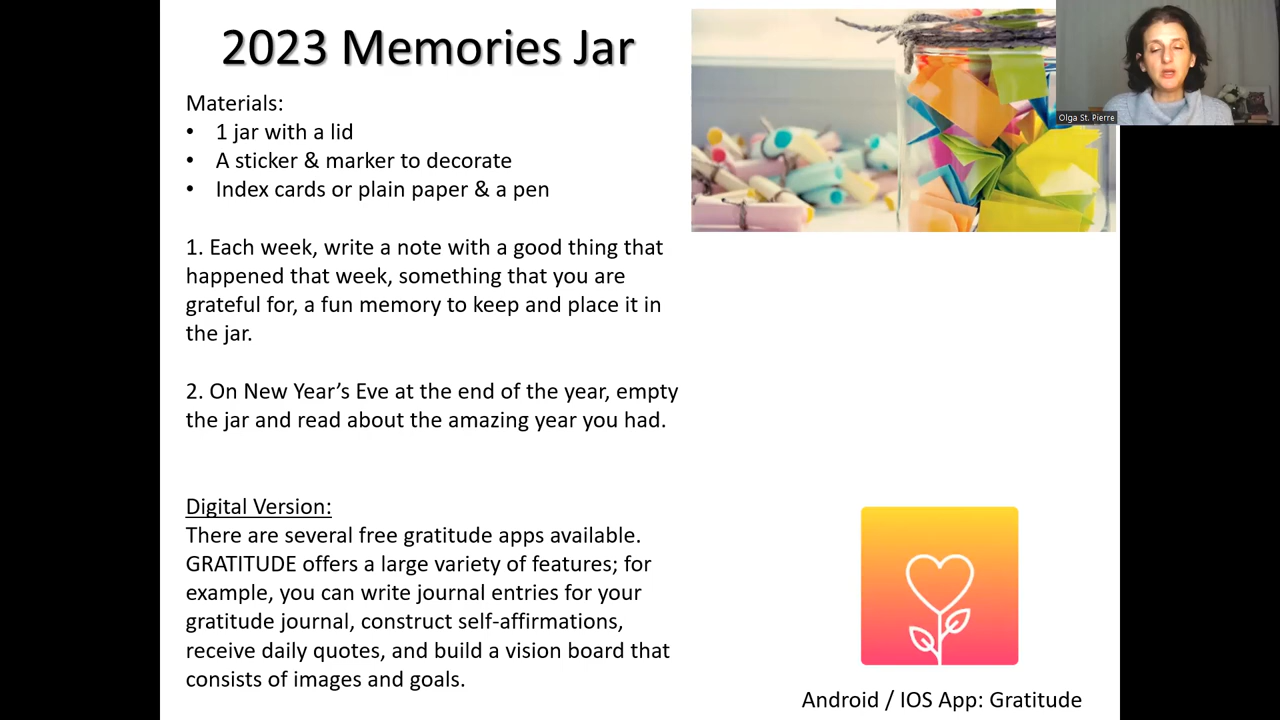 2023 Memories Jar
Materials:
• 1 jar with a lid
• A sticker & marker to decorate
• Index cards or plain paper & a pen
1. Each week, write a note with a good thing that
happened that week, something that you are
grateful for, a fun memory to keep and place it in
the jar.
2. On New Year’s Eve at the end of the year, empty
the jar and read about the amazing year you had.
Digital Version:
There are several free gratitude apps available.
GRATITUDE offers a large variety of features; for
example, you can write journal entries for your
gratitude journal, construct self-affirmations,
receive daily quotes, and build a vision board that
consists of images and goals.
Olga St. Pierre
Android / IOS App: Gratitude